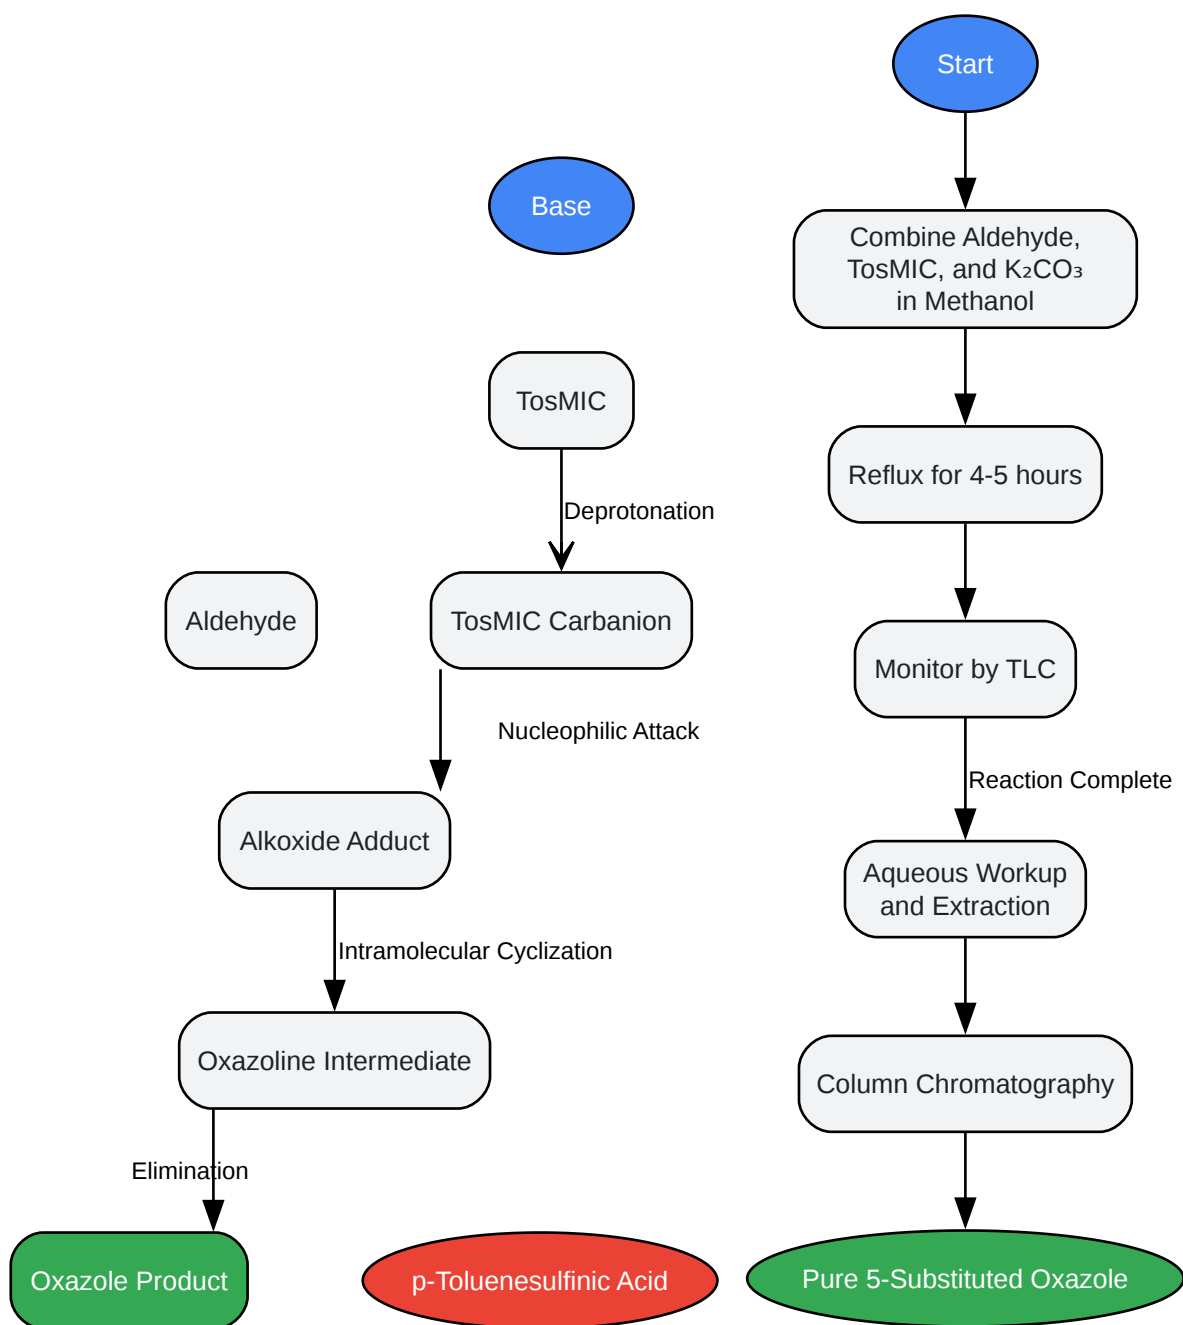 Start
Base
Combine Aldehyde,
TosMIC, and K₂CO₃
in Methanol
TosMIC
Reflux for 4-5 hours
Deprotonation
Aldehyde
TosMIC Carbanion
Monitor by TLC
Nucleophilic Attack
Reaction Complete
Alkoxide Adduct
Aqueous Workup
and Extraction
Intramolecular Cyclization
Oxazoline Intermediate
Column Chromatography
Elimination
Oxazole Product
p-Toluenesulfinic Acid
Pure 5-Substituted Oxazole